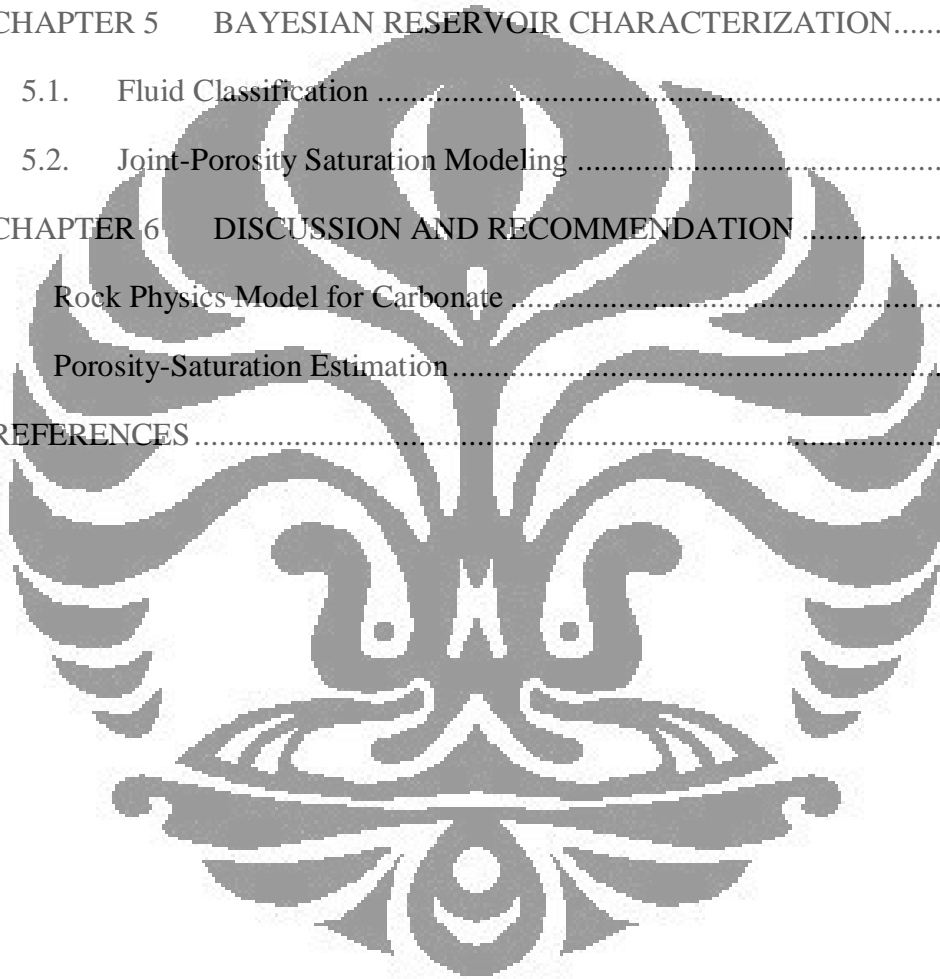 CHAPTER 5 BAYESIAN RESERVOIR CHARACTERIZATION......
5.1. Fluid Classification ..........................................................................
5.2. Joint-Porosity Saturation Modeling ...............................................
CHAPTER 6 DISCUSSION AND RECOMMENDATION ..................
Rock Physics Model for Carbonate ........................................................
Porosity-Saturation Estimation ................................................................
REFERENCES ...............................................................................................